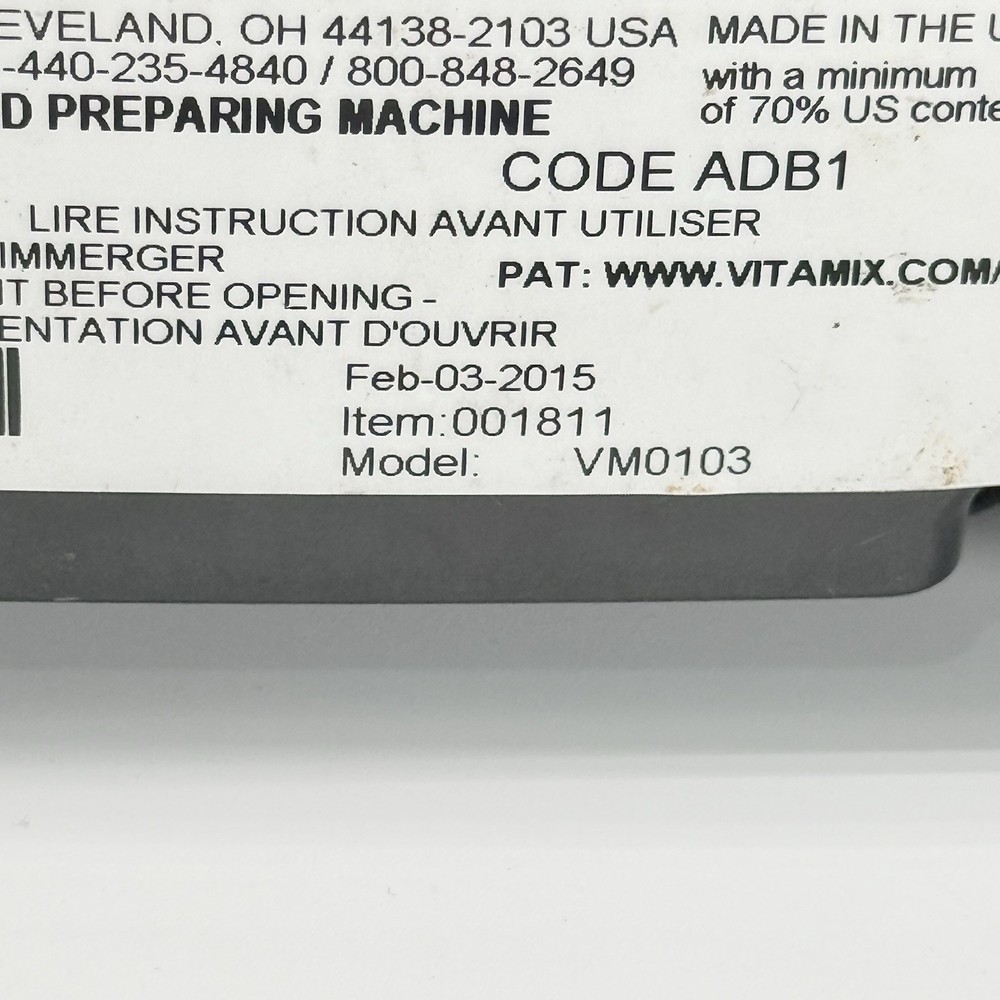 EVELAND, OH 44138-2103 USA MADE IN THE U
-440-235-4840 / 800-848-2649 with a minimum
D PREPARING MACHINE of 70% US conte
CODE ADB1
LIRE INSTRUCTION AVANT UTILISER
IMMERGER
PAT: WWW.VITAMIX.COM/
IT BEFORE OPENING -
ENTATION AVANT D'OUVRIR
Feb-03-2015
Item:001811
Model: VM0103